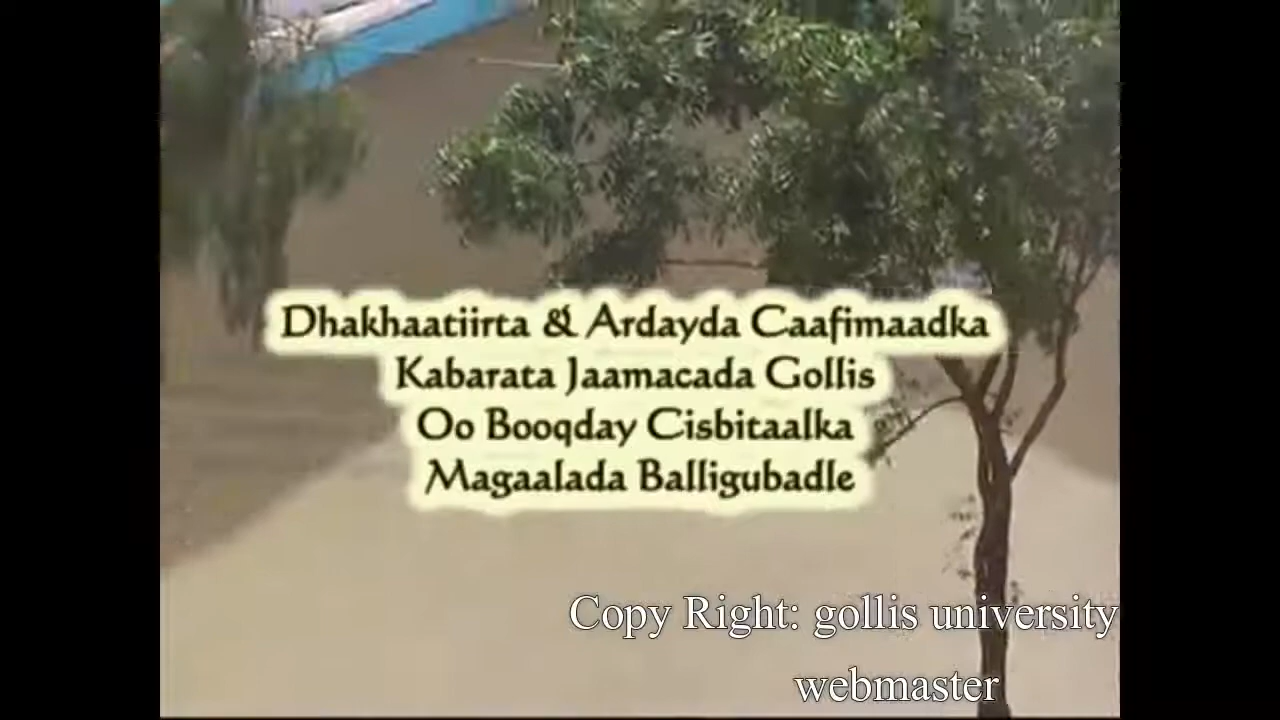 Dhakhaatiirta & Ardayda Caafimaadka
Kabarata Jaamacada Gollis
Oo Booqday Cisbitaalka
Magaalada Balligubadle
Copy Right: gollis university
webmaster